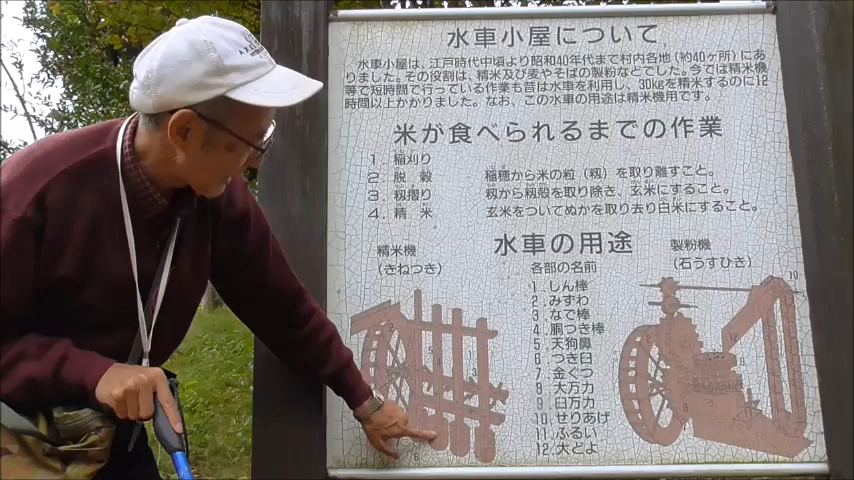 水車小屋について
水車小屋は、江戸時代中頃より昭和40年代まで村内各地(約40ヶ所)にあ
りました。その役割は、精米及び麦やそばの製粉などでした。今では精米機
等で短時間で行っている作業も昔は水車を利用し、30kgを精米するのに12
時間以上かかりました。なお、この水車の用途は精米機用です。
米が食べられるまでの作業
1.稲刈り
2.脱穀 稲穂から米の粒(籾)を取り離すこと。
3.籾摺り 籾から籾殻を取り除き、玄米にすること。
4.精米 玄米をついてぬかを取り去り白米にすること。
水車の用途
精米機
(きねつき)
製粉機
(石うすひき)
各部の名前
1.しん棒
2.みずわ
3.なで棒
4.胴つき棒
5.天狗鼻
6.つき臼
7.金ぐつ
8.大万力
9.臼万力
10.せりあげ
11.ふるい
12.大どよ